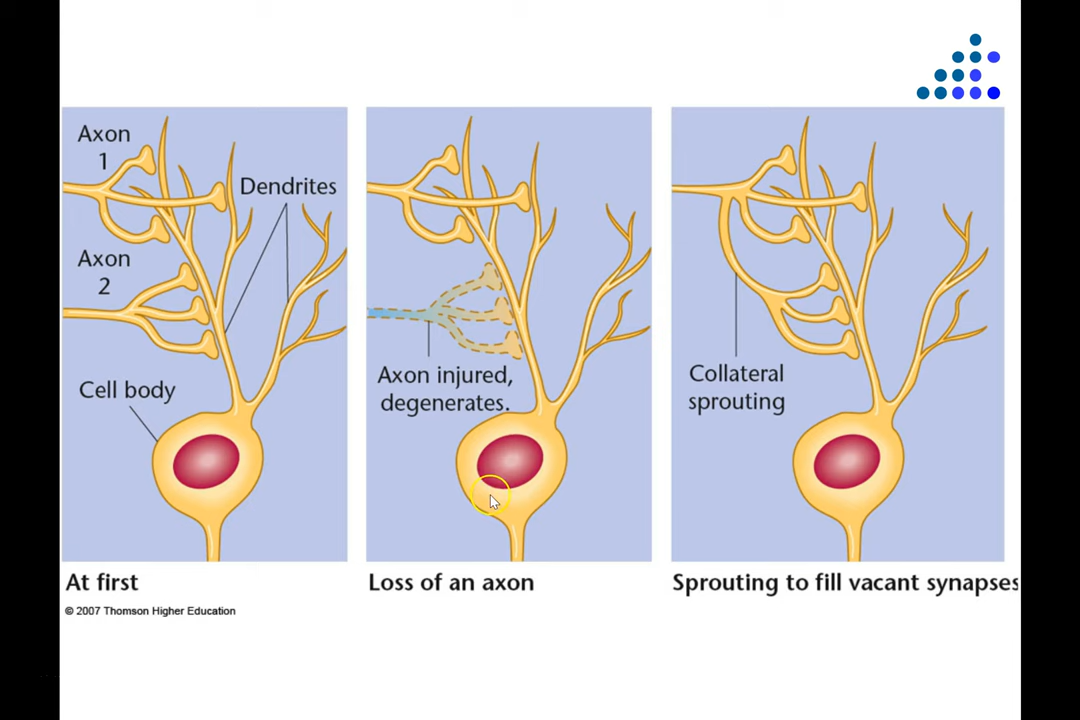 Axon
1
Dendrites
Axon
2
Cell body
At first
© 2007 Thomson Higher Education
Axon injured,
degenerates.
Loss of an axon
Collateral
sprouting
Sprouting to fill vacant synapses